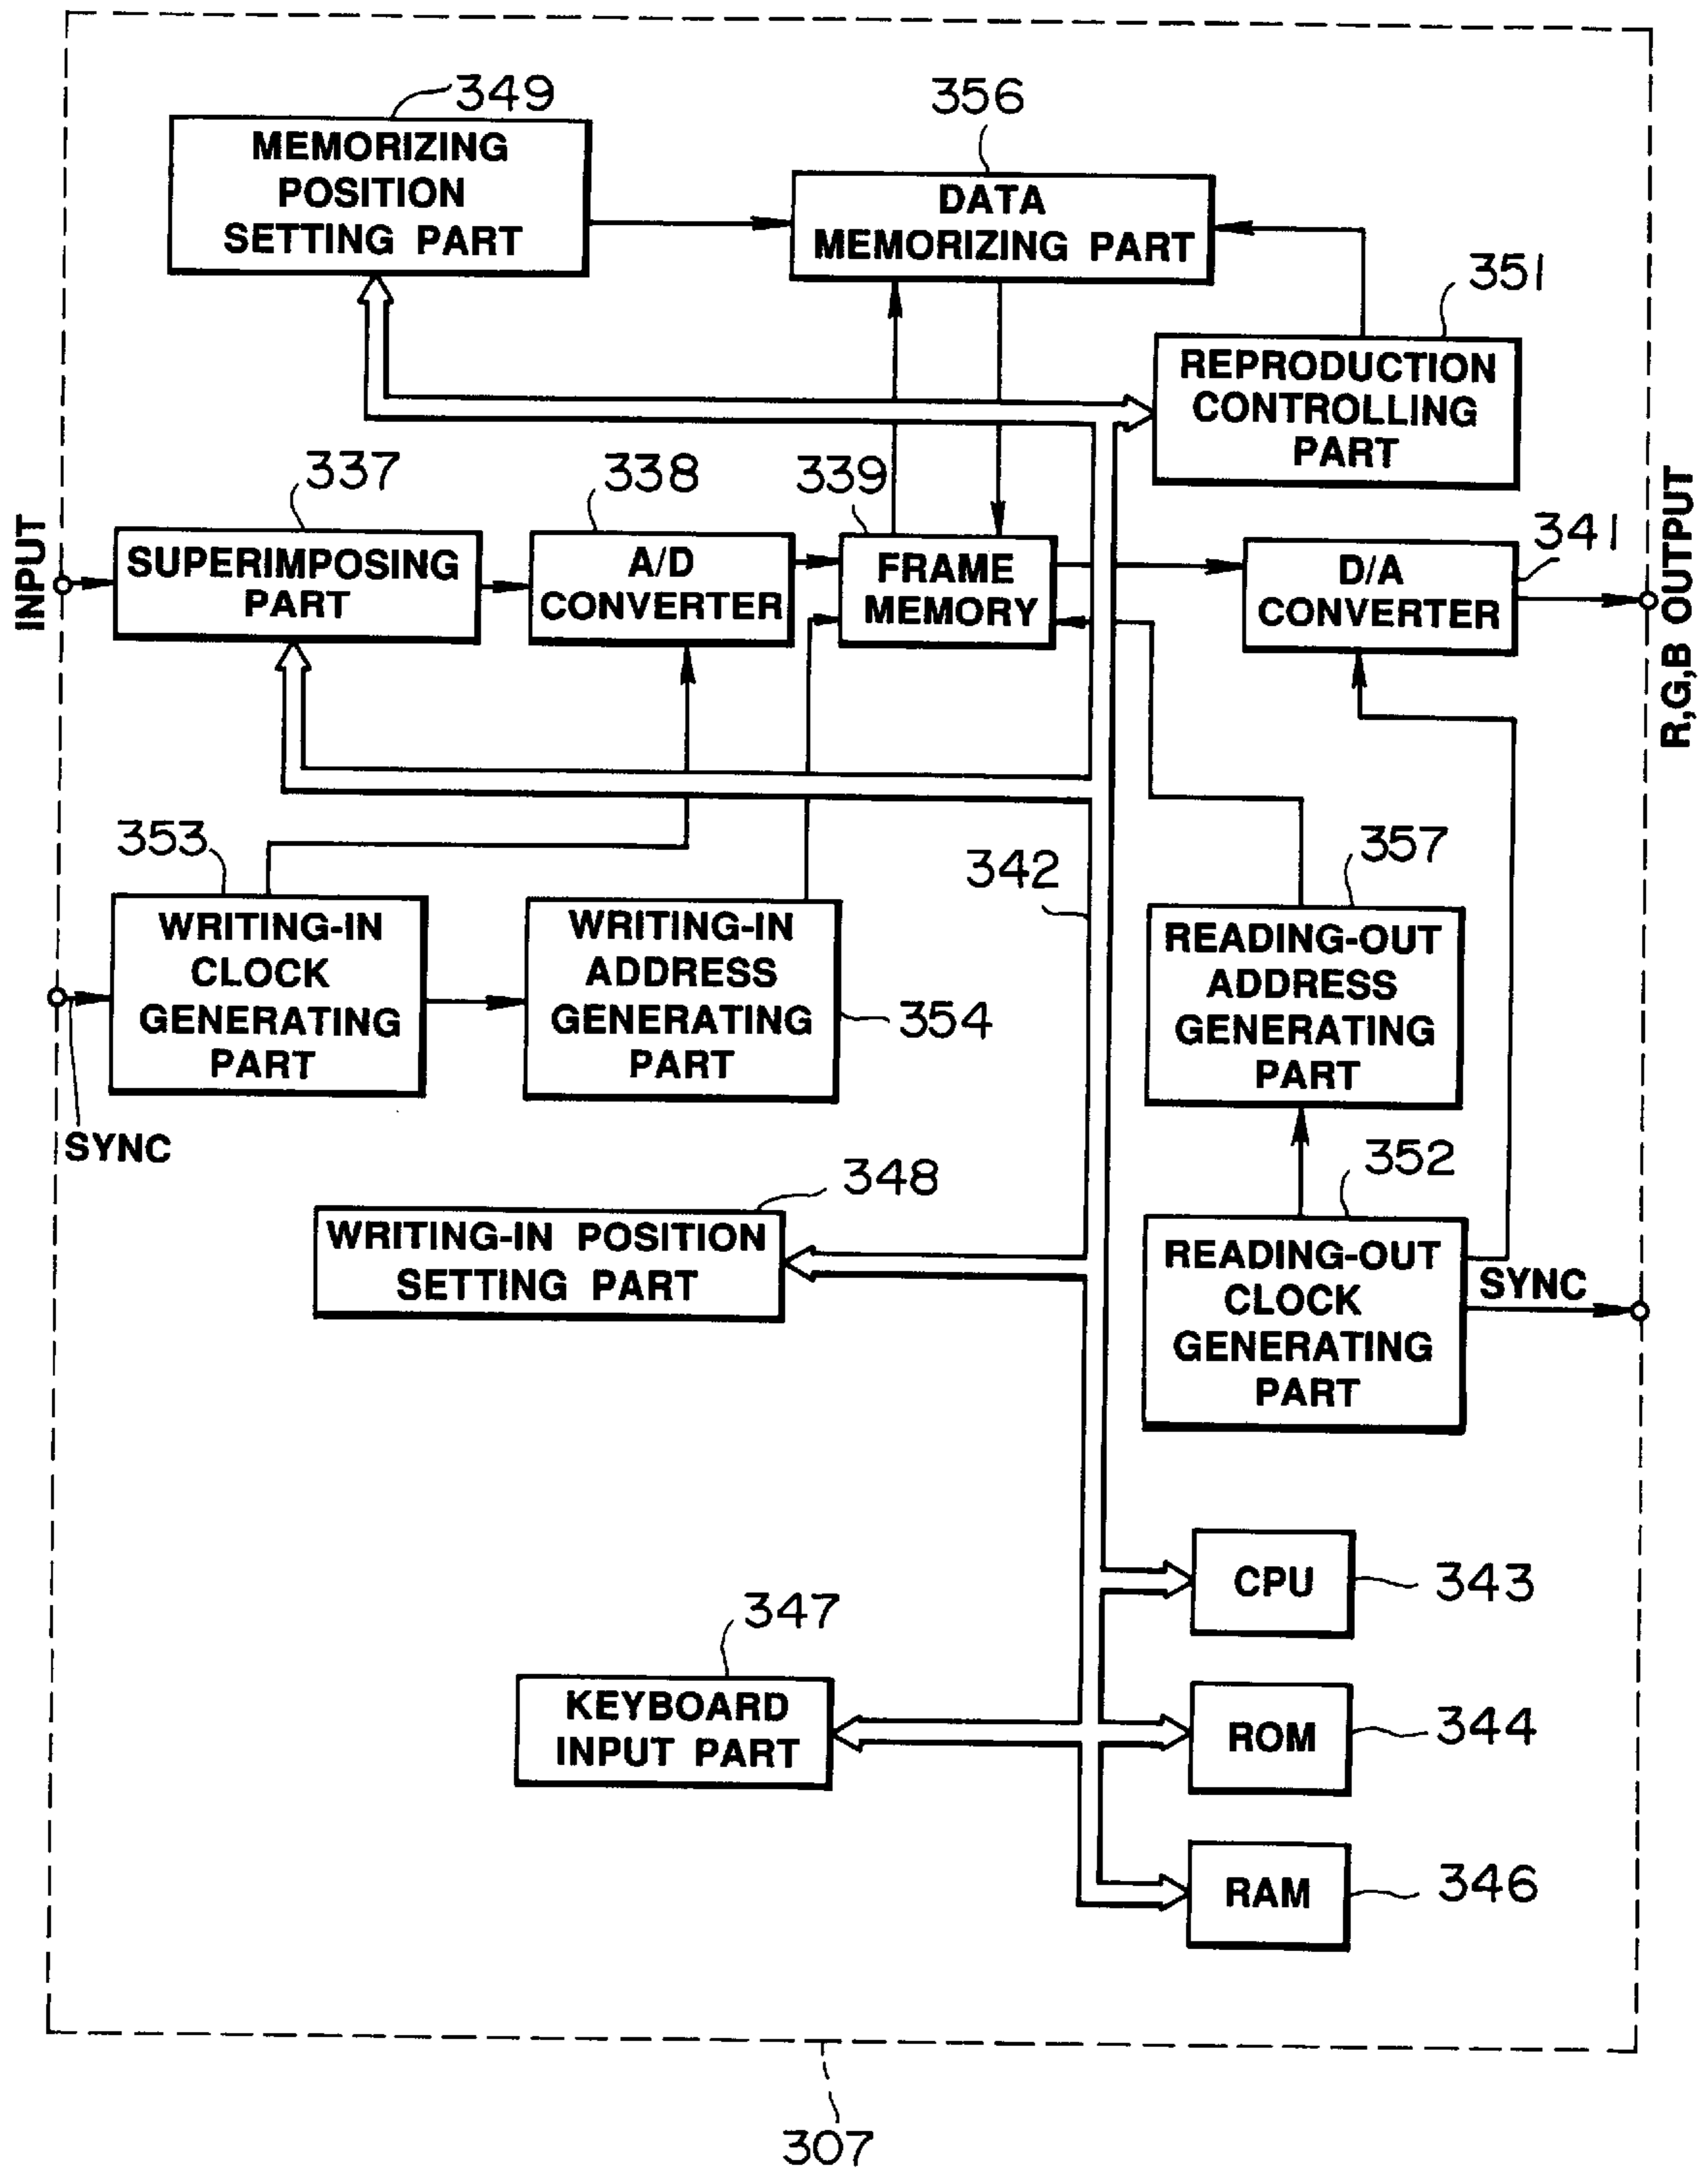 349
MEMORIZING
POSITION
SETTING PART
356
DATA
MEMORIZING PART
351
REPRODUCTION
CONTROLLING
PART
INPUT
337
SUPERIMPOSING
PART
338
A/D
CONVERTER
339
FRAME
MEMORY
341
D/A
CONVERTER
R,G,B OUTPUT
353
WRITING-IN
CLOCK
GENERATING
PART
SYNC
WRITING-IN
ADDRESS
GENERATING
PART
354
342
357
READING-OUT
ADDRESS
GENERATING
PART
348
WRITING-IN POSITION
SETTING PART
352
READING-OUT
CLOCK
GENERATING
PART
SYNC
CPU
343
347
KEYBOARD
INPUT PART
ROM
344
RAM
346
307